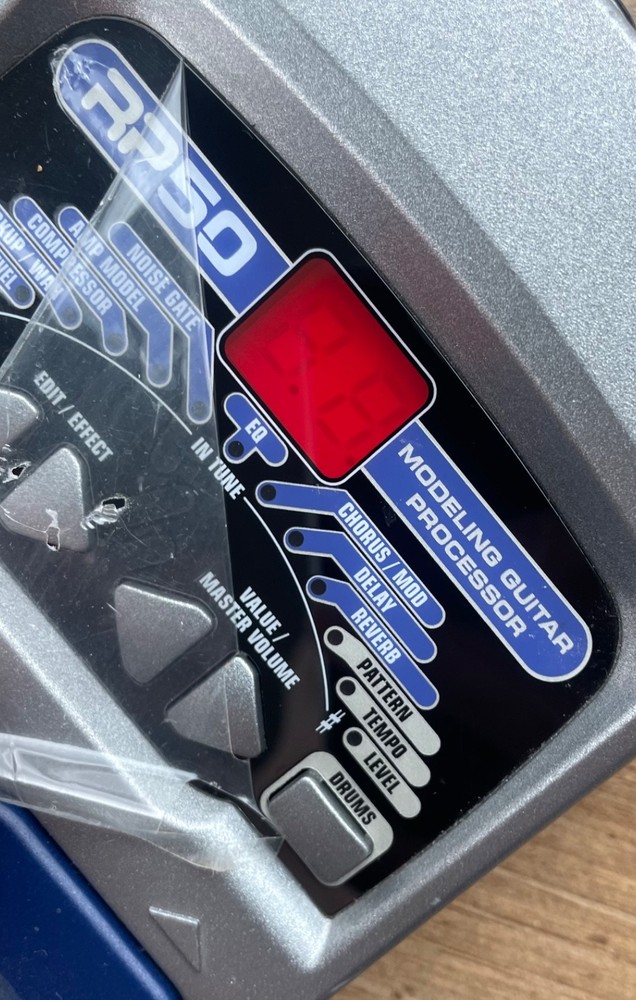 RP50
COMPRESSOR
AMP MODEL
NOISE GATE
EDIT / EFFECT
EQ
IN TUNE
MODELING GUITAR
PROCESSOR
CHORUS / MOD
DELAY
REVERB
VALUE /
MASTER VOLUME
PATTERN
TEMPO
LEVEL
#
DRUMS